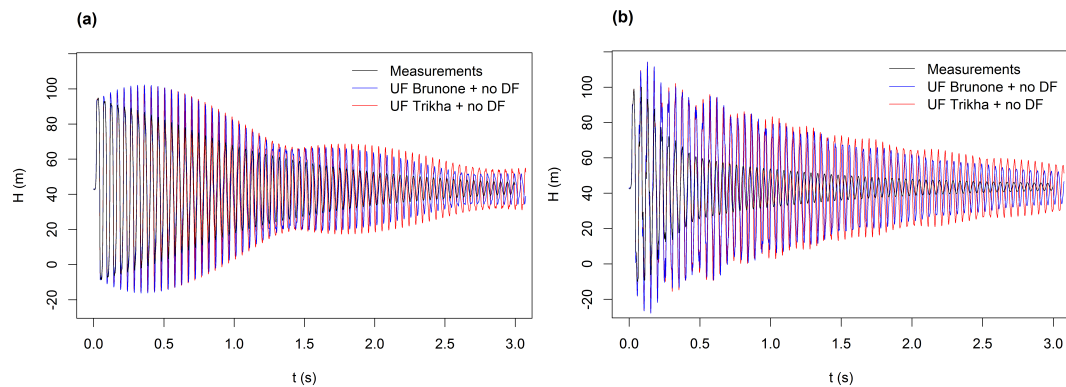 (a)
Measurements
UF Brunone + no DF
UF Trikha + no DF
H (m)
100
80
60
40
20
0
-20
0.0 0.5 1.0 1.5 2.0 2.5 3.0
t (s)
(b)
Measurements
UF Brunone + no DF
UF Trikha + no DF
H (m)
100
80
60
40
20
0
-20
0.0 0.5 1.0 1.5 2.0 2.5 3.0
t (s)